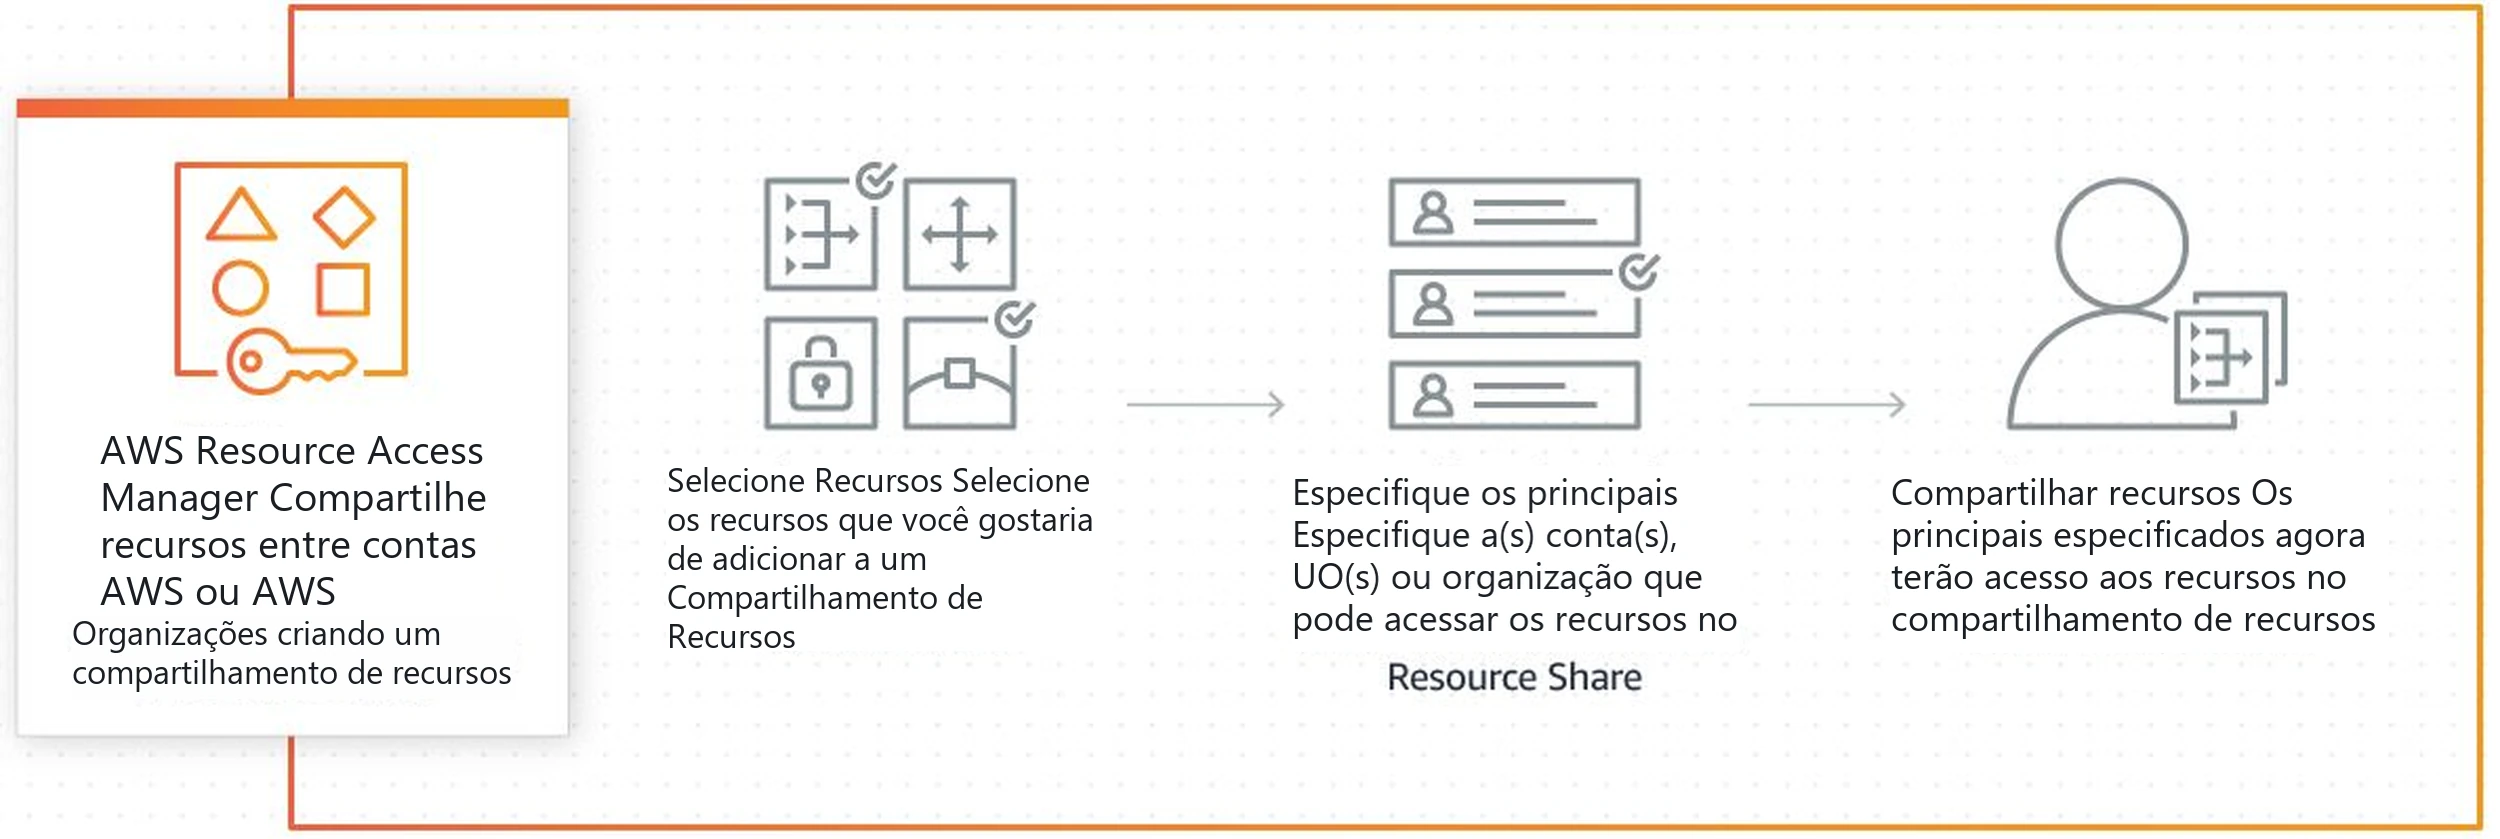 AWS Resource Access
Manager Compartilhe
recursos entre contas
AWS ou AWS
Organizações criando um
compartilhamento de recursos
Selecione Recursos Selecione
os recursos que você gostaria
de adicionar a um
Compartilhamento de
Recursos
Especifique os principais
Especifique a(s) conta(s),
UO(s) ou organização que
pode acessar os recursos no
Resource Share
Compartilhar recursos Os
principais especificados agora
terão acesso aos recursos no
compartilhamento de recursos